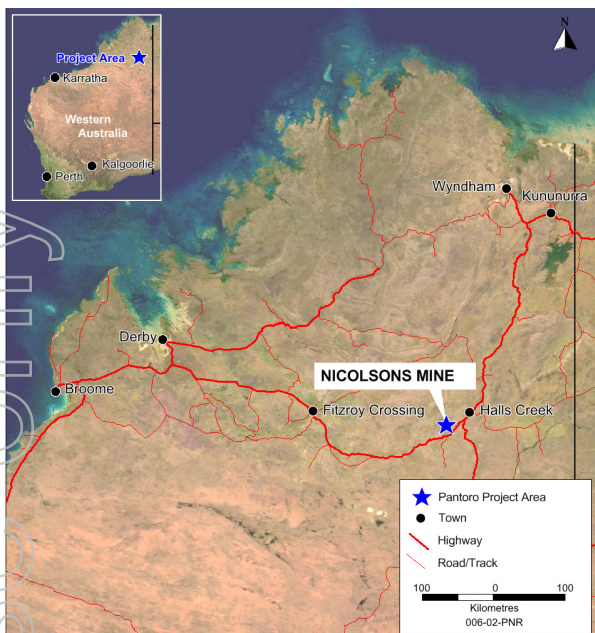 N
Project Area
Karratha
Western
Australia
Kalgoorlie
Perth
Wyndham
Kununurra
Derby
NICOLSONS MINE
Broome
Fitzroy Crossing
Halls Creek
Pantoro Project Area
Town
Highway
Road/Track
100 0 100
Kilometres
006-02-PNR